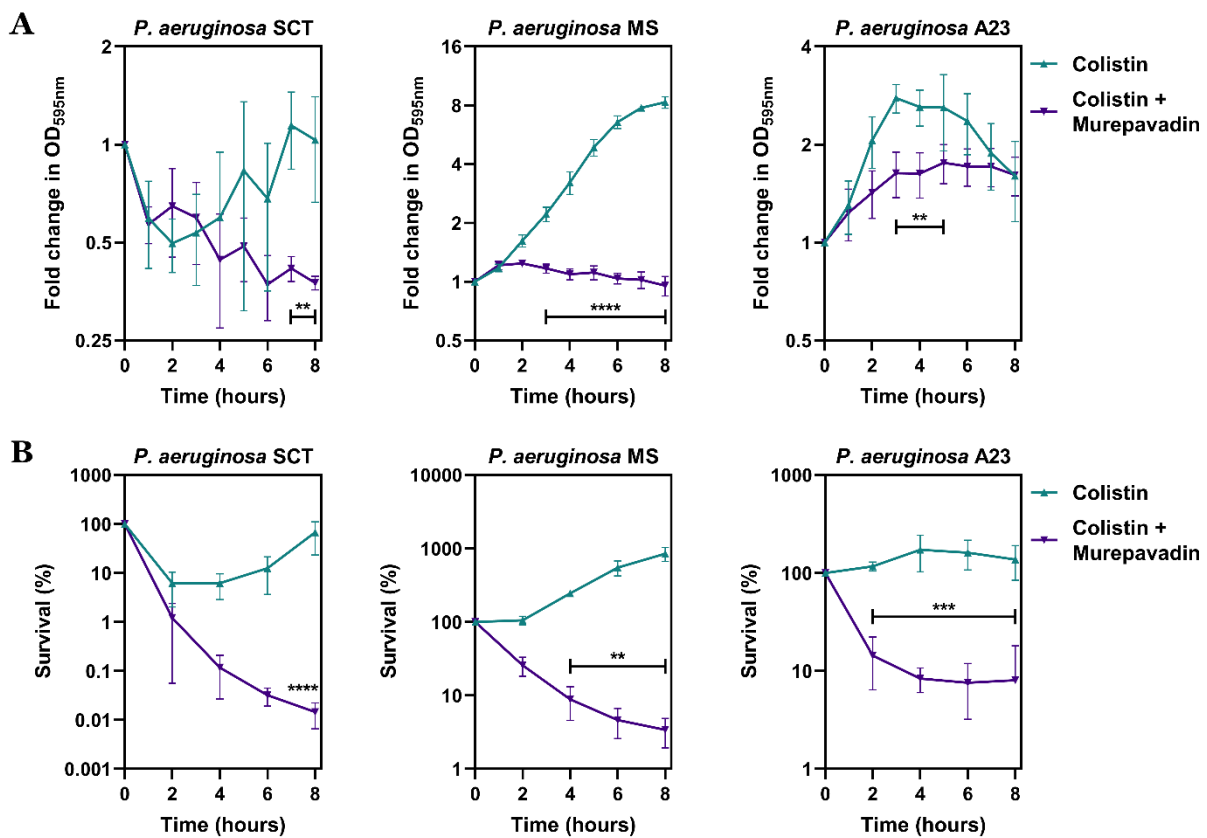 A
P. aeruginosa SCT
Fold change in OD595nm
2
1
0.5
0.25
**
0 2 4 6 8
Time (hours)
P. aeruginosa MS
Fold change in OD595nm
16
8
4
2
1
0.5
****
0 2 4 6 8
Time (hours)
P. aeruginosa A23
Fold change in OD595nm
4
2
1
0.5
**
0 2 4 6 8
Time (hours)
Colistin
Colistin +
Murepavadin
B
P. aeruginosa SCT
Survival (%)
1000
100
10
1
0.1
0.01
0.001
****
0 2 4 6 8
Time (hours)
P. aeruginosa MS
Survival (%)
10000
1000
100
10
1
**
0 2 4 6 8
Time (hours)
P. aeruginosa A23
Survival (%)
1000
100
10
1
***
0 2 4 6 8
Time (hours)
Colistin
Colistin +
Murepavadin